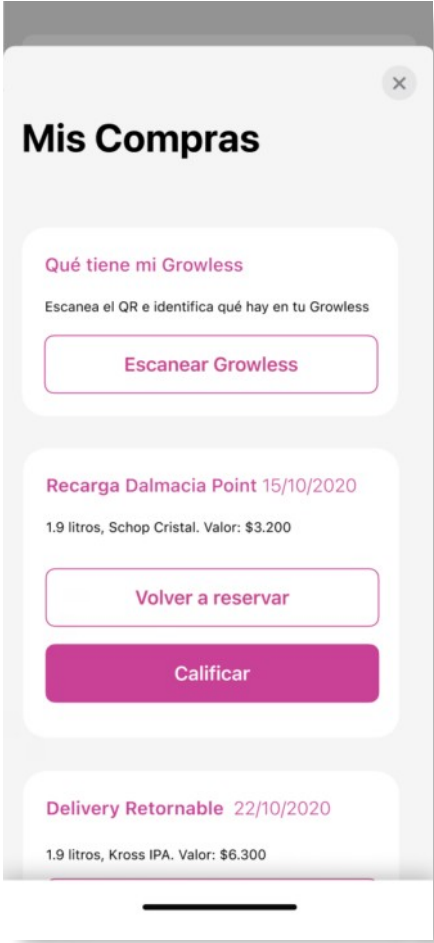 Mis Compras
Qué tiene mi Growless
Escanea el QR e identifica qué hay en tu Growless
Escanear Growless
Recarga Dalmacia Point 15/10/2020
1.9 litros, Schop Cristal. Valor: $3.200
Volver a reservar
Calificar
Delivery Retornable 22/10/2020
1.9 litros, Kross IPA. Valor: $6.300